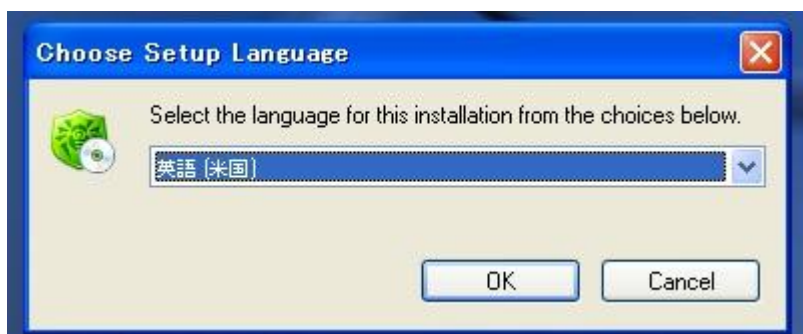 Choose Setup Language
Select the language for this installation from the choices below.
英語 (米国)
OK Cancel